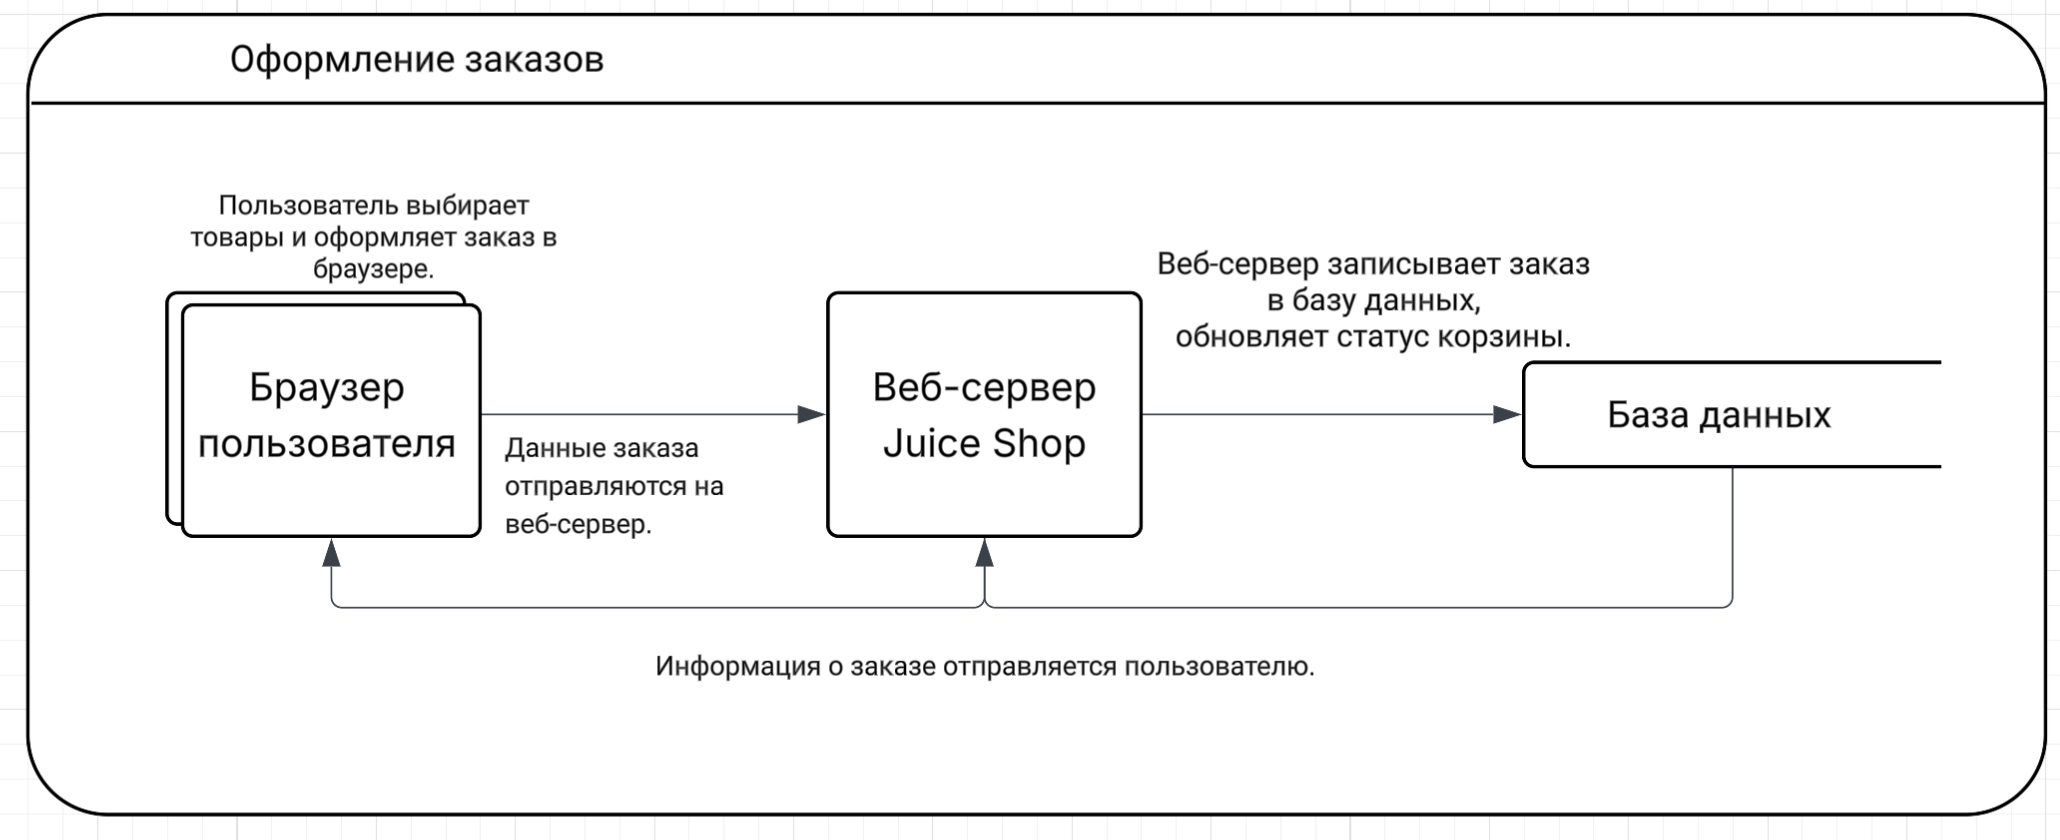 Оформление заказов
Пользователь выбирает
товары и оформляет заказ в
браузере.
Браузер
пользователя
Данные заказа
отправляются на
веб-сервер.
Веб-сервер
Juice Shop
Веб-сервер записывает заказ
в базу данных,
обновляет статус корзины.
База данных
Информация о заказе отправляется пользователю.